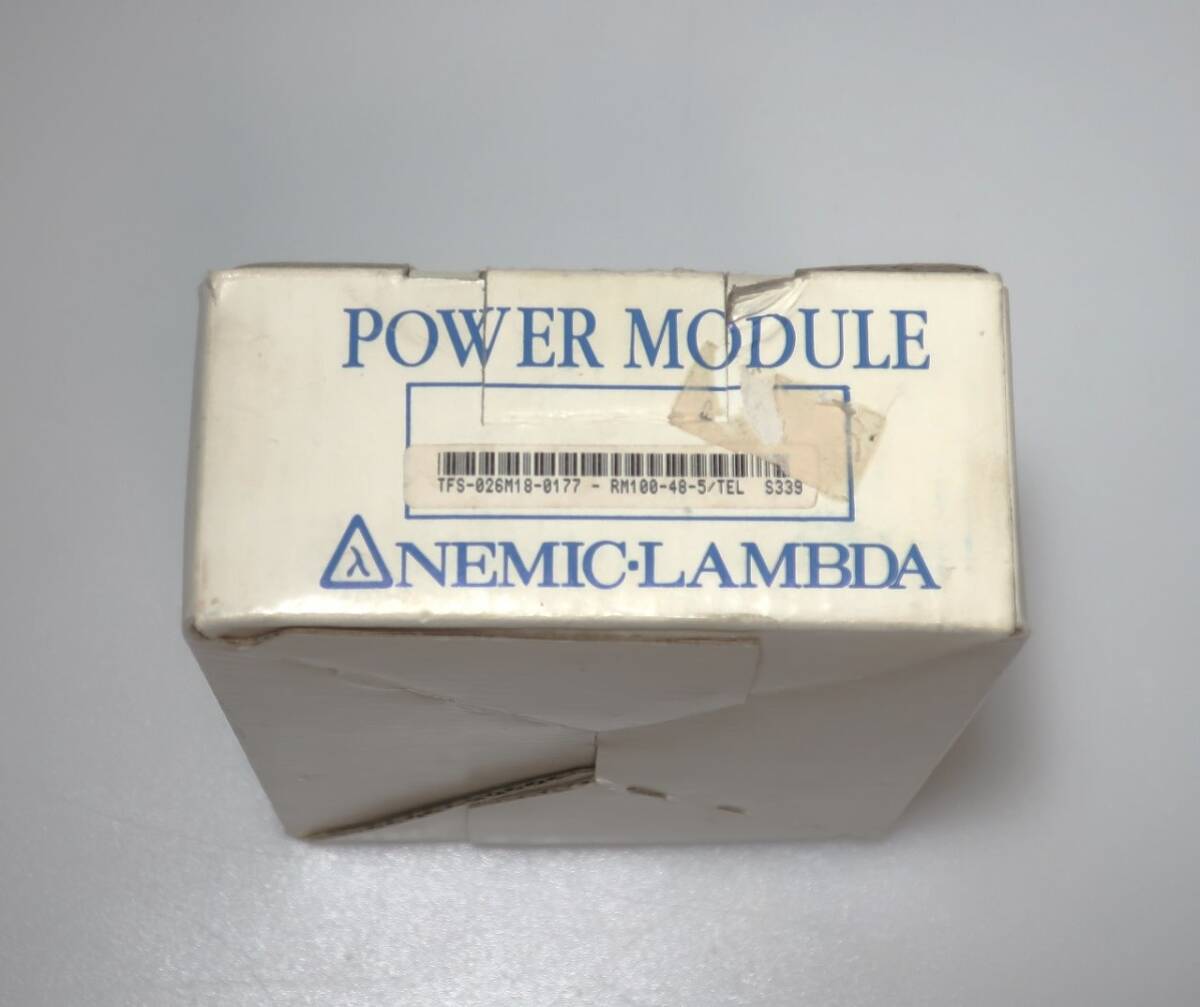 POWER MODULE
TFS-026M18-0177 - RM100-48-5/TEL S339
λ NEMIC·LAMBDA